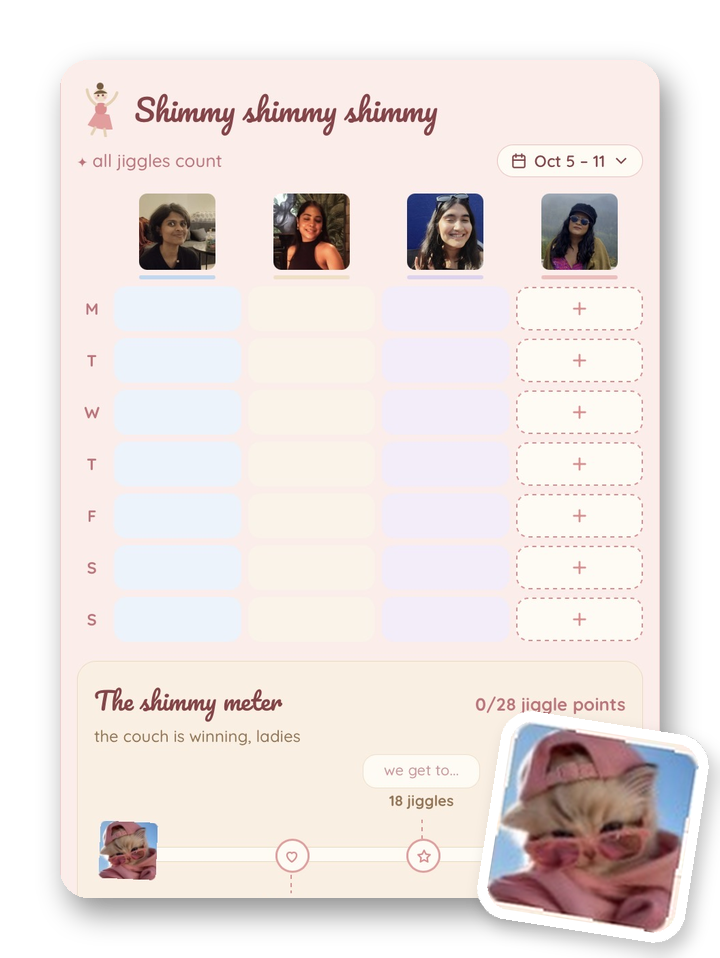 Shimmy shimmy shimmy
all jiggles count
Oct 5 – 11
M
T
W
T
F
S
S
The shimmy meter
0/28 jiggle points
the couch is winning, ladies
we get to...
18 jiggles